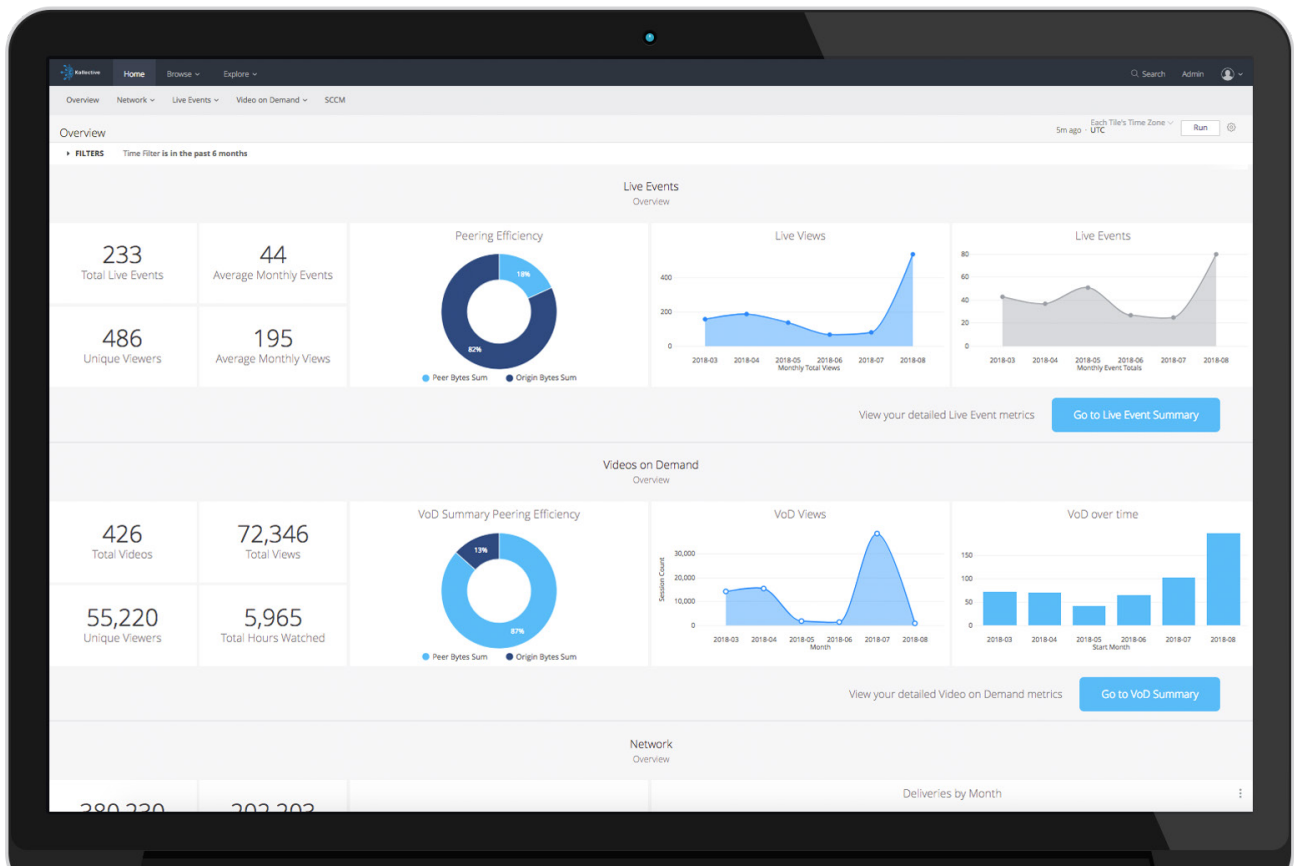 Kollective
Home
Browse
Explore
Search
Admin
Overview
Network
Live Events
Video on Demand
SCCM
Overview
5m ago ·
Each Tile's Time Zone
UTC
Run
FILTERS
Time Filter is in the past 6 months
Live Events
Overview
233
Total Live Events
44
Average Monthly Events
486
Unique Viewers
195
Average Monthly Views
Peering Efficiency
18%
82%
Peer Bytes Sum
Origin Bytes Sum
Live Views
400
200
0
2018-03 2018-04 2018-05 2018-06 2018-07 2018-08
Monthly Total Views
Live Events
80
60
40
20
0
2018-03 2018-04 2018-05 2018-06 2018-07 2018-08
Monthly Event Totals
View your detailed Live Event metrics
Go to Live Event Summary
Videos on Demand
Overview
426
Total Videos
72,346
Total Views
55,220
Unique Viewers
5,965
Total Hours Watched
VoD Summary Peering Efficiency
13%
87%
Peer Bytes Sum
Origin Bytes Sum
VoD Views
Session Count
30,000
20,000
10,000
0
2018-03 2018-04 2018-05 2018-06 2018-07 2018-08
Month
VoD over time
150
100
50
0
2018-03 2018-04 2018-05 2018-06 2018-07 2018-08
Start Month
View your detailed Video on Demand metrics
Go to VoD Summary
Network
Overview
380,230
202,203
Deliveries by Month